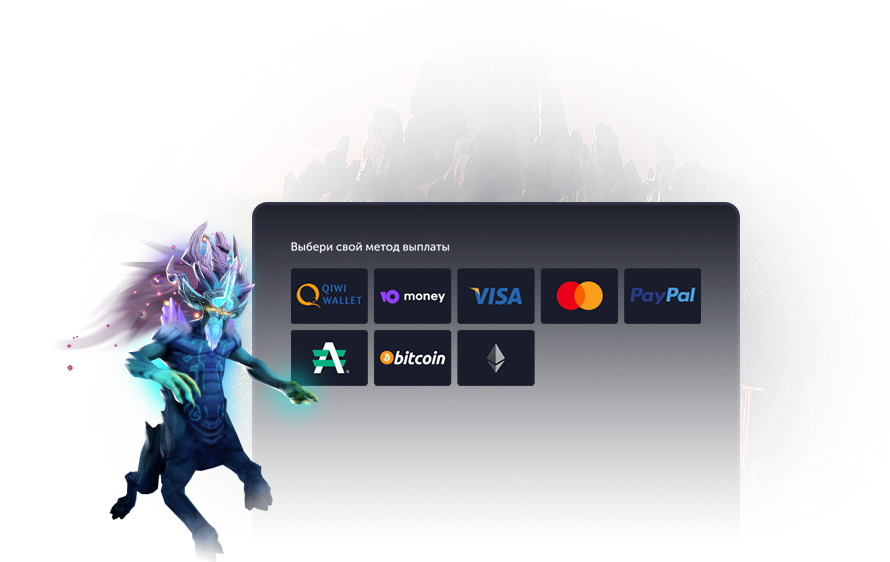 Выбери свой метод выплаты
QIWI
WALLET
money
VISA
PayPal
bitcoin